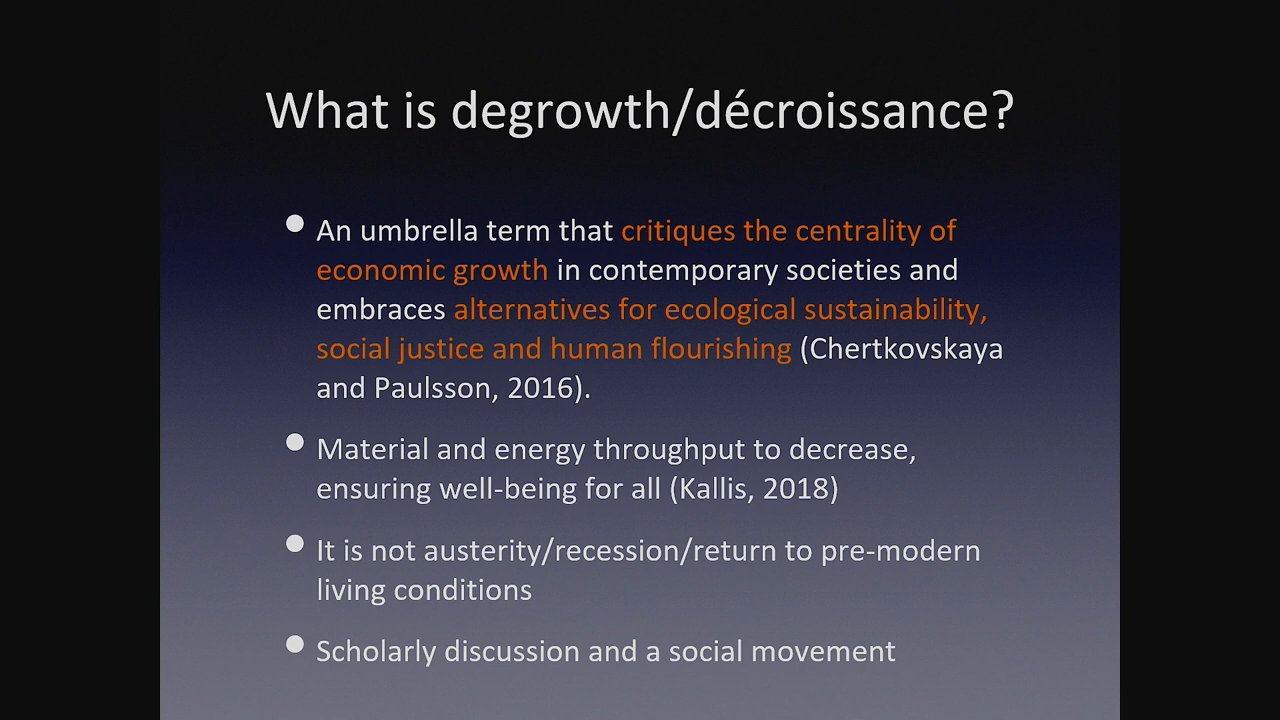 What is degrowth/décroissance?
• An umbrella term that critiques the centrality of
economic growth in contemporary societies and
embraces alternatives for ecological sustainability,
social justice and human flourishing (Chertkovskaya
and Paulsson, 2016).
• Material and energy throughput to decrease,
ensuring well-being for all (Kallis, 2018)
• It is not austerity/recession/return to pre-modern
living conditions
• Scholarly discussion and a social movement